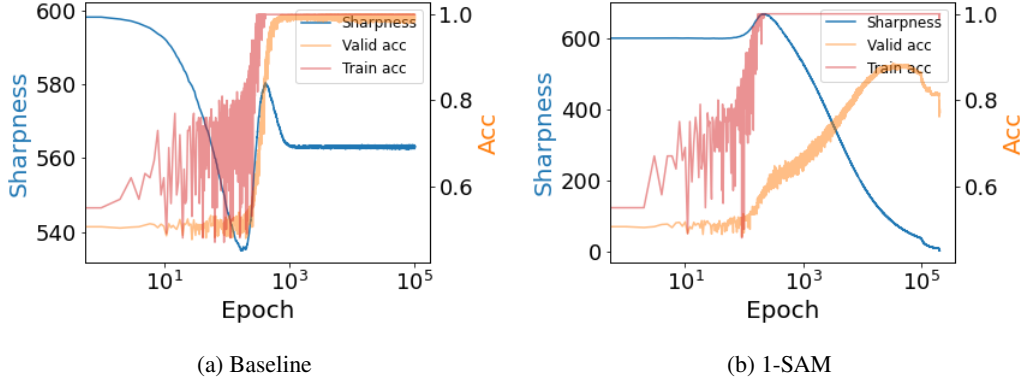 600
580
560
540
Sharpness
Sharpness
Valid acc
Train acc
1.0
0.8
0.6
Acc
10^1
10^3
10^5
Epoch
(a) Baseline
600
400
200
0
Sharpness
Sharpness
Valid acc
Train acc
1.0
0.8
0.6
Acc
10^1
10^3
10^5
Epoch
(b) 1-SAM